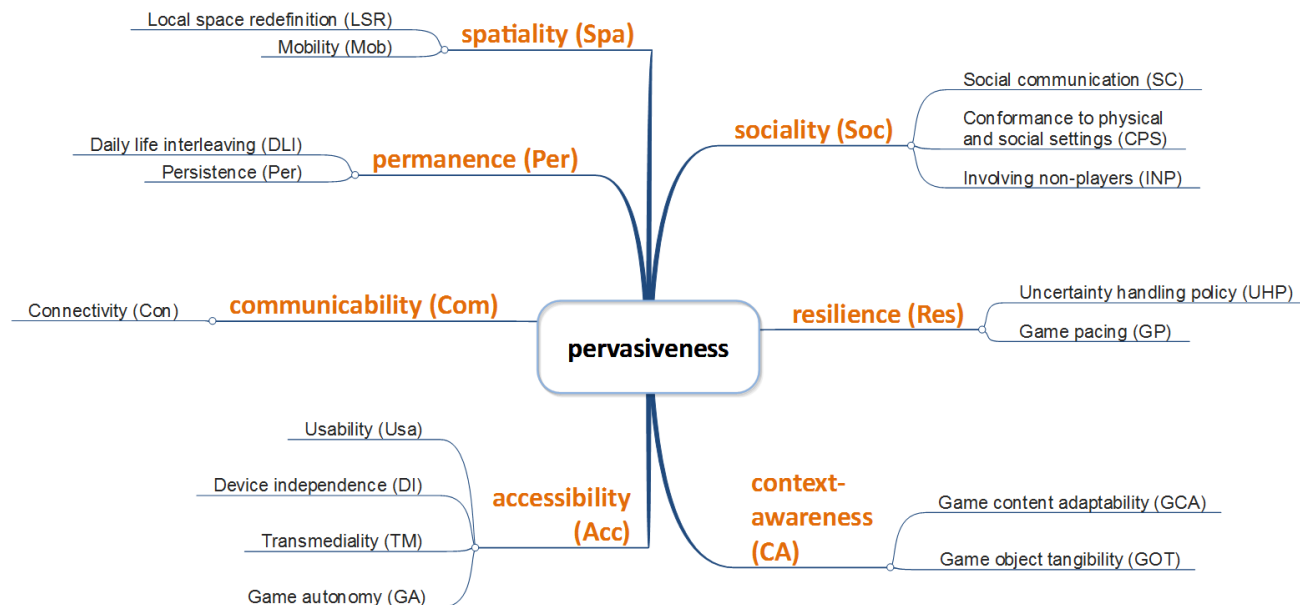 Local space redefinition (LSR)
Mobility (Mob)
spatiality (Spa)
Daily life interleaving (DLI)
Persistence (Per)
permanence (Per)
Connectivity (Con)
communicability (Com)
Usability (Usa)
Device independence (DI)
Transmediality (TM)
Game autonomy (GA)
accessibility
(Acc)
pervasiveness
sociality (Soc)
Social communication (SC)
Conformance to physical
and social settings (CPS)
Involving non-players (INP)
resilience (Res)
Uncertainty handling policy (UHP)
Game pacing (GP)
context-
awareness
(CA)
Game content adaptability (GCA)
Game object tangibility (GOT)